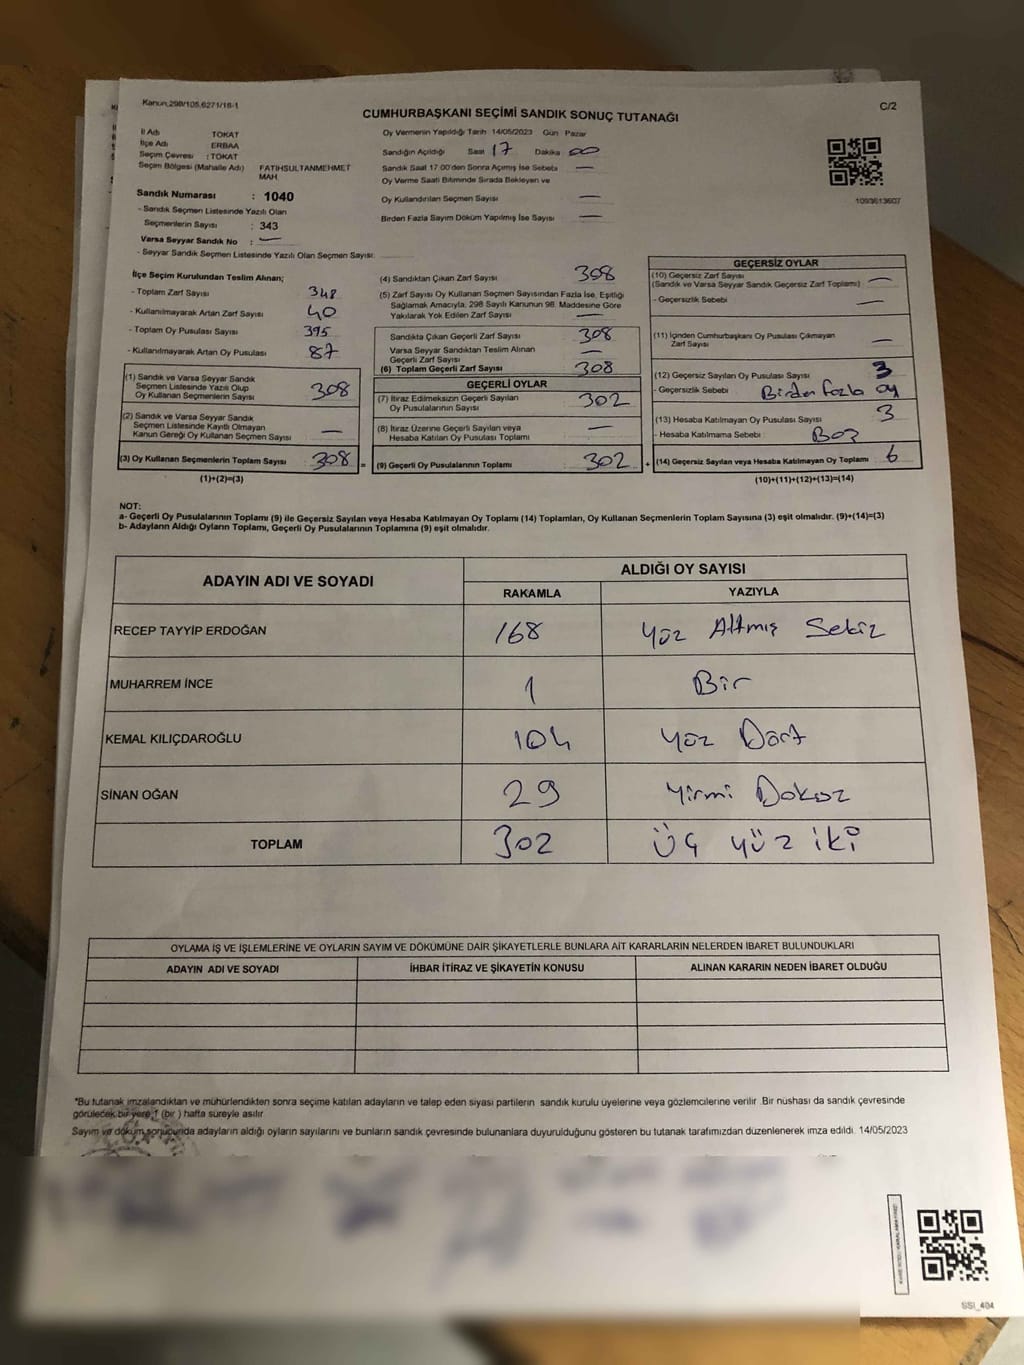 Kanun,298/105,6271/16-1
C/2
CUMHURBAŞKANI SEÇİMİ SANDIK SONUÇ TUTANAĞI
İl Adı TOKAT
İlçe Adı ERBAA
Seçim Çevresi : TOKAT
Seçim Bölgesi (Mahalle Adı) FATİHSULTANMEHMET
MAH
Sandık Numarası : 1040
- Sandık Seçmen Listesinde Yazılı Olan
Seçmenlerin Sayısı : 343
Varsa Seyyar Sandık No : —
- Seyyar Sandık Seçmen Listesinde Yazılı Olan Seçmen Sayısı:
Oy Vermenin Yapıldığı Tarih 14/05/2023 Gün Pazar
Sandığın Açıldığı Saat 17 Dakika 00
Sandık Saat 17:00'den Sonra Açımış İse Sebebi —
Oy Verme Saati Bitiminde Sırada Bekleyen ve
Oy Kullandırılan Seçmen Sayısı —
Birden Fazla Sayım Döküm Yapılmış İse Sayısı —
1093613607
İlçe Seçim Kurulundan Teslim Alınan;
- Toplam Zarf Sayısı 348
- Kullanılmayarak Artan Zarf Sayısı 40
- Toplam Oy Pusulası Sayısı 395
- Kullanılmayarak Artan Oy Pusulası 87
(1) Sandık ve Varsa Seyyar Sandık
Seçmen Listesinde Yazılı Olup
Oy Kullanan Seçmenlerin Sayısı 308
(2) Sandık ve Varsa Seyyar Sandık
Seçmen Listesinde Kayıtlı Olmayan
Kanun Gereği Oy Kullanan Seçmen Sayısı —
(3) Oy Kullanan Seçmenlerin Toplam Sayısı 308 =
(1)+(2)=(3)
(4) Sandıktan Çıkan Zarf Sayısı 308
(5) Zarf Sayısı Oy Kullanan Seçmen Sayısından Fazla İse, Eşitliği
Sağlamak Amacıyla, 298 Sayılı Kanunun 98. Maddesine Göre
Yakılarak Yok Edilen Zarf Sayısı —
Sandıkta Çıkan Geçerli Zarf Sayısı 308
Varsa Seyyar Sandıktan Teslim Alınan
Geçerli Zarf Sayısı —
(6) Toplam Geçerli Zarf Sayısı 308
GEÇERLİ OYLAR
(7) İtiraz Edilmeksizin Geçerli Sayılan
Oy Pusulalarının Sayısı 302
(8) İtiraz Üzerine Geçerli Sayılan veya
Hesaba Katılan Oy Pusulası Toplamı —
(9) Geçerli Oy Pusulalarının Toplamı 302 +
GEÇERSİZ OYLAR
(10) Geçersiz Zarf Sayısı
(Sandık ve Varsa Seyyar Sandık Geçersiz Zarf Toplamı) —
- Geçersizlik Sebebi —
(11) İçinden Cumhurbaşkanı Oy Pusulası Çıkmayan
Zarf Sayısı —
(12) Geçersiz Sayılan Oy Pusulası Sayısı 3
- Geçersizlik Sebebi Birden fazla oy
(13) Hesaba Katılmayan Oy Pusulası Sayısı 3
- Hesaba Katılmama Sebebi : Boş
(14) Geçersiz Sayılan veya Hesaba Katılmayan Oy Toplamı 6
(10)+(11)+(12)+(13)=(14)
NOT:
a- Geçerli Oy Pusulalarının Toplamı (9) ile Geçersiz Sayılan veya Hesaba Katılmayan Oy Toplamı (14) Toplamları, Oy Kullanan Seçmenlerin Toplam Sayısına (3) eşit olmalıdır. (9)+(14)=(3)
b- Adayların Aldığı Oyların Toplamı, Geçerli Oy Pusulalarının Toplamına (9) eşit olmalıdır.
ADAYIN ADI VE SOYADI ALDIĞI OY SAYISI
RAKAMLA YAZIYLA
RECEP TAYYİP ERDOĞAN 168 Yüz Altmış Sekiz
MUHARREM İNCE 1 Bir
KEMAL KILIÇDAROĞLU 104 Yüz Dört
SİNAN OĞAN 29 Yirmi Dokuz
TOPLAM 302 Üç yüz iki
OYLAMA İŞ VE İŞLEMLERİNE VE OYLARIN SAYIM VE DÖKÜMÜNE DAİR ŞİKAYETLERLE BUNLARA AİT KARARLARIN NELERDEN İBARET BULUNDUKLARI
ADAYIN ADI VE SOYADI İHBAR İTİRAZ VE ŞİKAYETİN KONUSU ALINAN KARARIN NEDEN İBARET OLDUĞU
*Bu tutanak imzalandıktan ve mühürlendikten sonra seçime katılan adayların ve talep eden siyasi partilerin sandık kurulu üyelerine veya gözlemcilerine verilir .Bir nüshası da sandık çevresinde
görülecek bir yere 1 (bir ) hafta süreyle asılır
Sayım ve döküm sonucunda adayların aldığı oyların sayılarını ve bunların sandık çevresinde bulunanlara duyurulduğunu gösteren bu tutanak tarafımızdan düzenlenerek imza edildi. 14/05/2023
SSI_404